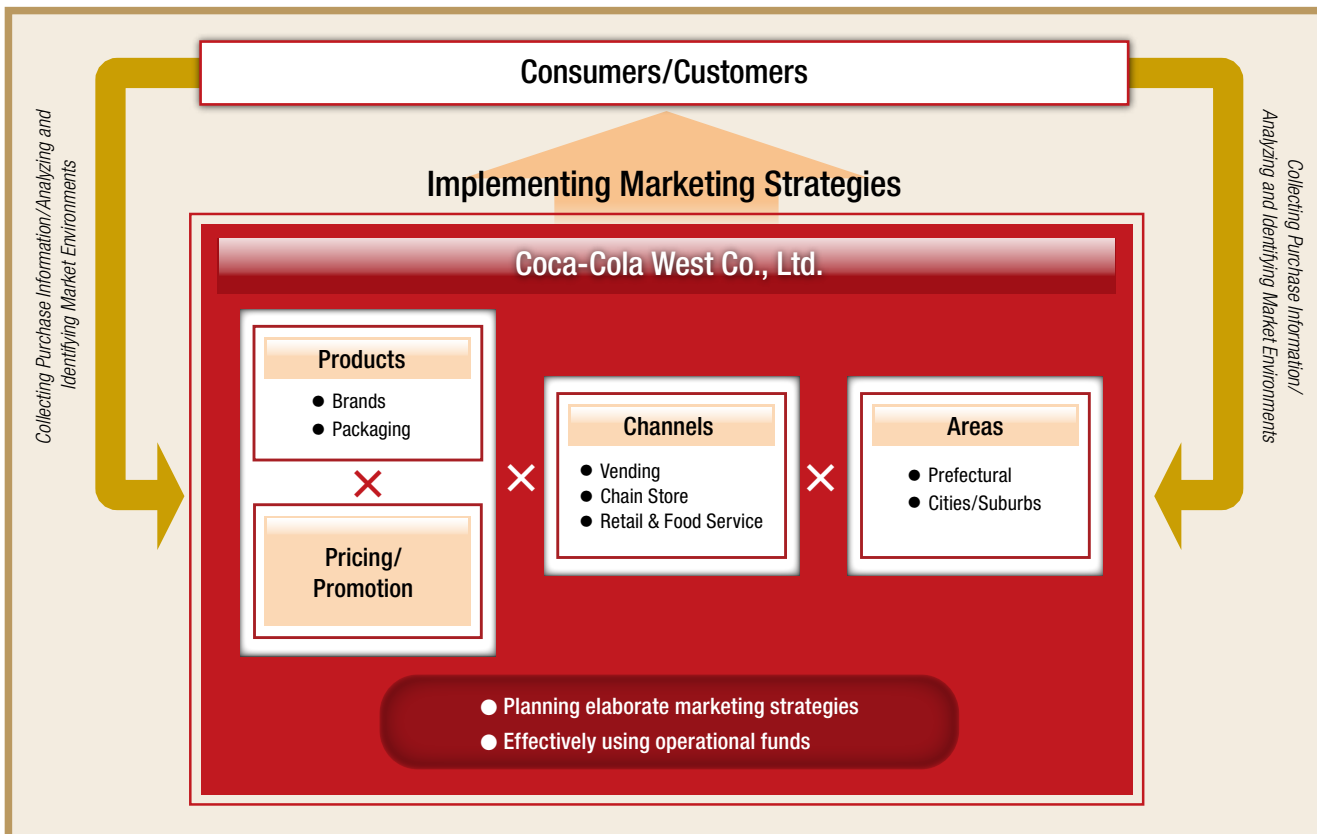 Consumers/Customers
Collecting Purchase Information/Analyzing and
Identifying Market Environments
Collecting Purchase Information/
Analyzing and Identifying Market Environments
Implementing Marketing Strategies
Coca-Cola West Co., Ltd.
Products
● Brands
● Packaging
×
Pricing/
Promotion
×
Channels
● Vending
● Chain Store
● Retail & Food Service
×
Areas
● Prefectural
● Cities/Suburbs
● Planning elaborate marketing strategies
● Effectively using operational funds